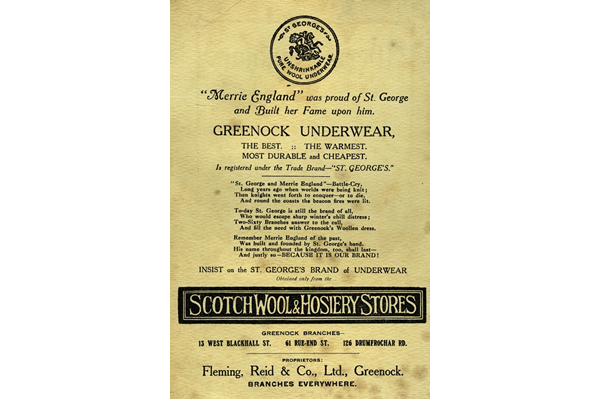 ST GEORGE'S
UNSHRINKABLE
PURE WOOL UNDERWEAR
"Merrie England" was proud of St. George
and Built her Fame upon him.
GREENOCK UNDERWEAR,
THE BEST. :: THE WARMEST.
MOST DURABLE and CHEAPEST.
Is registered under the Trade Brand—"ST. GEORGE'S."
"St. George and Merrie England"—Battle-Cry,
Long years ago when worlds were being knit;
Then knights went forth to conquer—or to die,
And round the coasts the beacon fires were lit.
To-day St. George is still the brand of all,
Who would escape sharp winter's chill distress;
Two-Sixty Branches answer to the call,
And fill the need with Greenock's Woollen dress.
Remember Merrie England of the past,
Was built and founded by St. George's hand.
His name throughout the kingdom, too, shall last—
And justly so—BECAUSE IT IS OUR BRAND!
INSIST on the ST. GEORGE'S BRAND of UNDERWEAR
Obtained only from the
SCOTCH WOOL & HOSIERY STORES
GREENOCK BRANCHES—
13 WEST BLACKHALL ST. 61 RUE-END ST. 126 DRUMFROCHAR RD.
PROPRIETORS:
Fleming, Reid & Co., Ltd., Greenock.
BRANCHES EVERYWHERE.